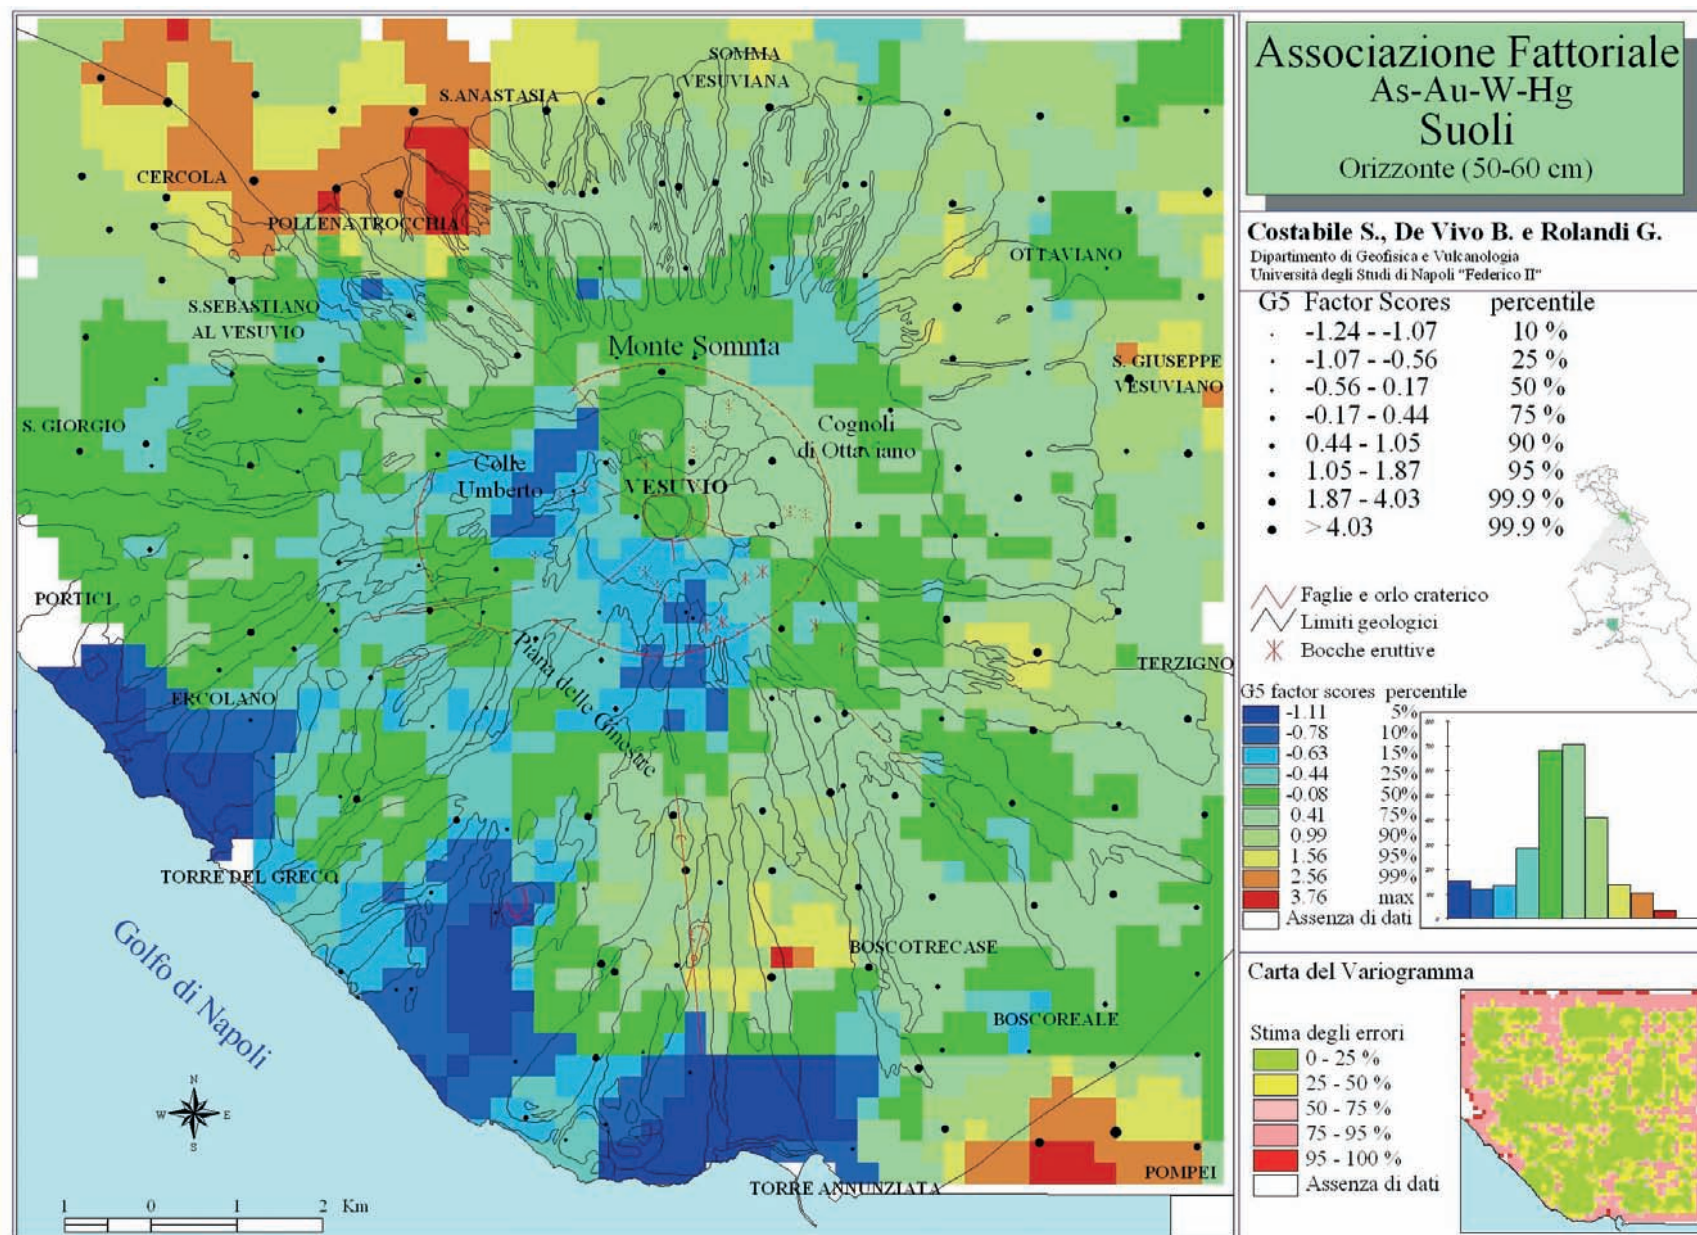 Associazione Fattoriale
As-Au-W-Hg
Suoli
Orizzonte (50-60 cm)
Costabile S., De Vivo B. e Rolandi G.
Dipartimento di Geofisica e Vulcanologia
Università degli Studi di Napoli "Federico II"
G5 Factor Scores percentile
-1.24 - -1.07 10 %
-1.07 - -0.56 25 %
-0.56 - 0.17 50 %
-0.17 - 0.44 75 %
0.44 - 1.05 90 %
1.05 - 1.87 95 %
1.87 - 4.03 99.9 %
> 4.03 99.9 %
Faglie e orlo craterico
Limiti geologici
Bocche eruttive
G5 factor scores percentile
-1.11 5%
-0.78 10%
-0.63 15%
-0.44 25%
-0.08 50%
0.41 75%
0.99 90%
1.56 95%
2.56 99%
3.76 max
Assenza di dati
Carta del Variogramma
Stima degli errori
0 - 25 %
25 - 50 %
50 - 75 %
75 - 95 %
95 - 100 %
Assenza di dati
SOMMA
VESUVIANA
S.ANASTASIA
CERCOLA
POLLENA TROCCHIA
OTTAVIANO
S.SEBASTIANO
AL VESUVIO
Monte Somma
S. GIUSEPPE
VESUVIANO
S. GIORGIO
Cognoli
di Ottaviano
Colle
Umberto
VESUVIO
PORTICI
Piana delle Ginestre
TERZIGNO
ERCOLANO
TORRE DEL GRECO
Golfo di Napoli
BOSCOTRECASE
BOSCOREALE
N
W E
S
POMPEI
TORRE ANNUNZIATA
1 0 1 2 Km